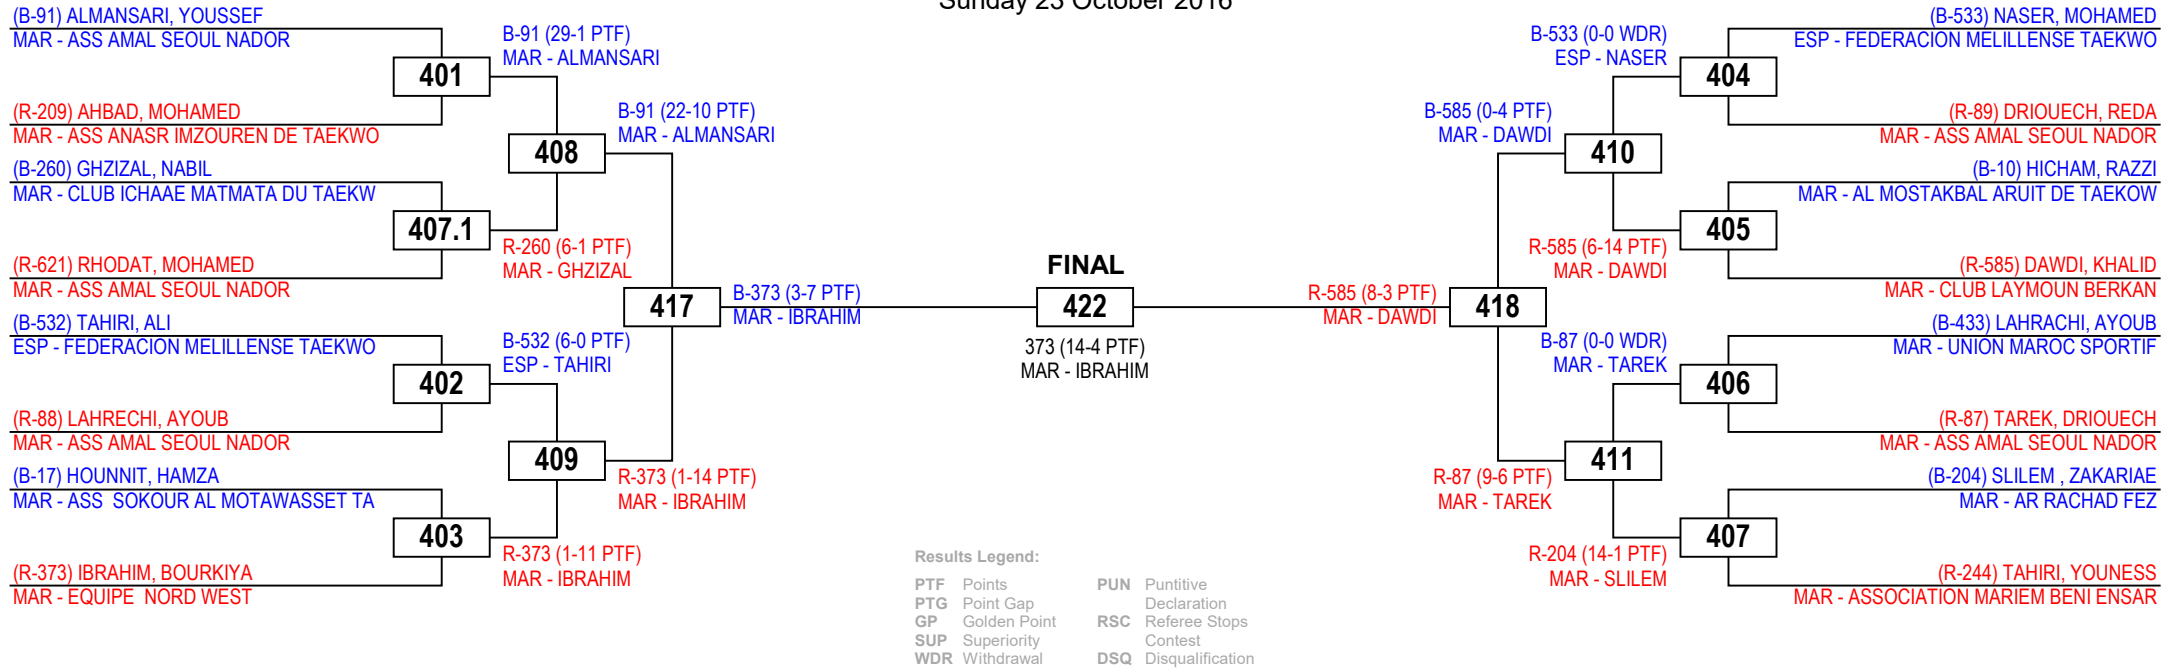 Sunday 23 October 2016
(B-91) ALMANSARI, YOUSSEF
MAR - ASS AMAL SEOUL NADOR
401
(R-209) AHBAD, MOHAMED
MAR - ASS ANASR IMZOUREN DE TAEKWO
(B-260) GHZIZAL, NABIL
MAR - CLUB ICHAAE MATMATA DU TAEKW
407.1
(R-621) RHODAT, MOHAMED
MAR - ASS AMAL SEOUL NADOR
(B-532) TAHIRI, ALI
ESP - FEDERACION MELILLENSE TAEKWO
402
(R-88) LAHRECHI, AYOUB
MAR - ASS AMAL SEOUL NADOR
(B-17) HOUNNIT, HAMZA
MAR - ASS  SOKOUR AL MOTAWASSET TA
403
(R-373) IBRAHIM, BOURKIYA
MAR - EQUIPE  NORD WEST
B-91 (29-1 PTF)
MAR - ALMANSARI
408
R-260 (6-1 PTF)
MAR - GHZIZAL
B-532 (6-0 PTF)
ESP - TAHIRI
409
R-373 (1-11 PTF)
MAR - IBRAHIM
B-91 (22-10 PTF)
MAR - ALMANSARI
417
R-373 (1-14 PTF)
MAR - IBRAHIM
B-373 (3-7 PTF)
MAR - IBRAHIM
FINAL
422
373 (14-4 PTF)
MAR - IBRAHIM
R-585 (8-3 PTF)
MAR - DAWDI
B-585 (0-4 PTF)
MAR - DAWDI
418
R-87 (9-6 PTF)
MAR - TAREK
B-533 (0-0 WDR)
ESP - NASER
410
R-585 (6-14 PTF)
MAR - DAWDI
B-87 (0-0 WDR)
MAR - TAREK
411
R-204 (14-1 PTF)
MAR - SLILEM
(B-533) NASER, MOHAMED
ESP - FEDERACION MELILLENSE TAEKWO
404
(R-89) DRIOUECH, REDA
MAR - ASS AMAL SEOUL NADOR
(B-10) HICHAM, RAZZI
MAR - AL MOSTAKBAL ARUIT DE TAEKOW
405
(R-585) DAWDI, KHALID
MAR - CLUB LAYMOUN BERKAN
(B-433) LAHRACHI, AYOUB
MAR - UNION MAROC SPORTIF
406
(R-87) TAREK, DRIOUECH
MAR - ASS AMAL SEOUL NADOR
(B-204) SLILEM , ZAKARIAE
MAR - AR RACHAD FEZ
407
(R-244) TAHIRI, YOUNESS
MAR - ASSOCIATION MARIEM BENI ENSAR
Results Legend:
PTF Points
PTG Point Gap
GP Golden Point
SUP Superiority
WDR Withdrawal
PUN Puntitive
Declaration
RSC Referee Stops
Contest
DSQ Disqualification